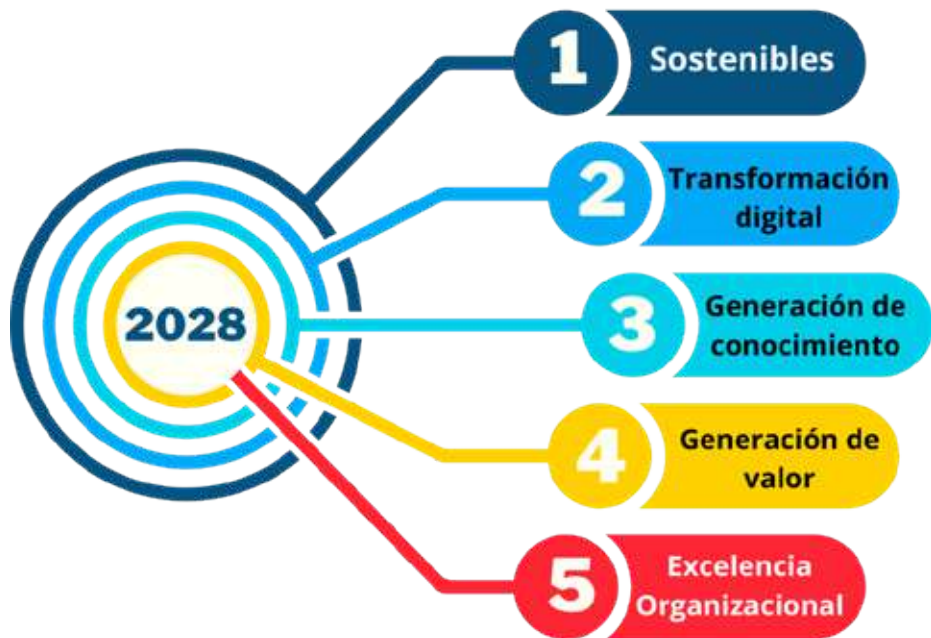 2028
1
Sostenibles
2
Transformación
digital
3
Generación de
conocimiento
4
Generación de
valor
5
Excelencia
Organizacional